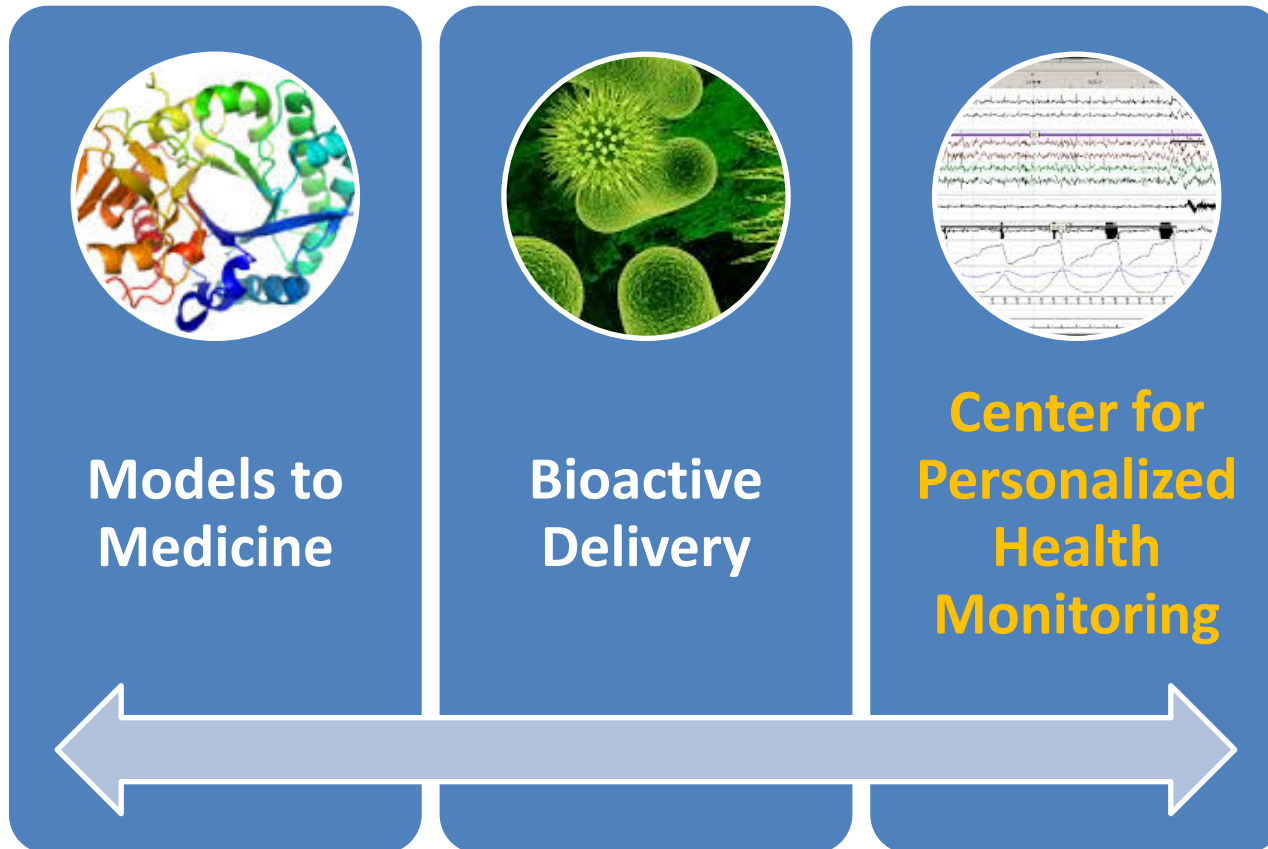 Models to
Medicine
Bioactive
Delivery
Center for
Personalized
Health
Monitoring